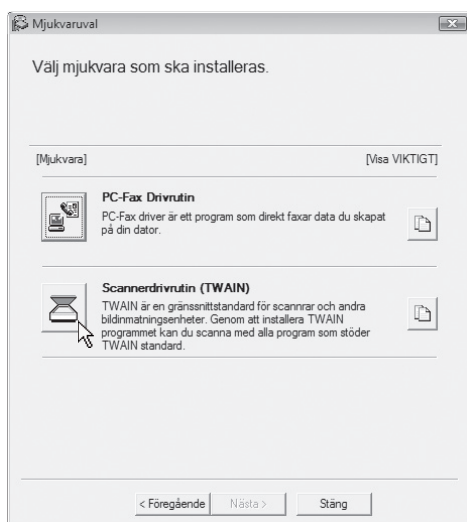 Mjukvaruval
Välj mjukvara som ska installeras.
[Mjukvara] [Visa VIKTIGT]
PC-Fax Drivrutin
PC-Fax driver är ett program som direkt faxar data du skapat
på din dator.
Scannerdrivrutin (TWAIN)
TWAIN är en gränssnittstandard för scannrar och andra
bildinmatningsenheter. Genom att installera TWAIN
programmet kan du scanna med alla program som stöder
TWAIN standard.
< Föregående Nästa > Stäng